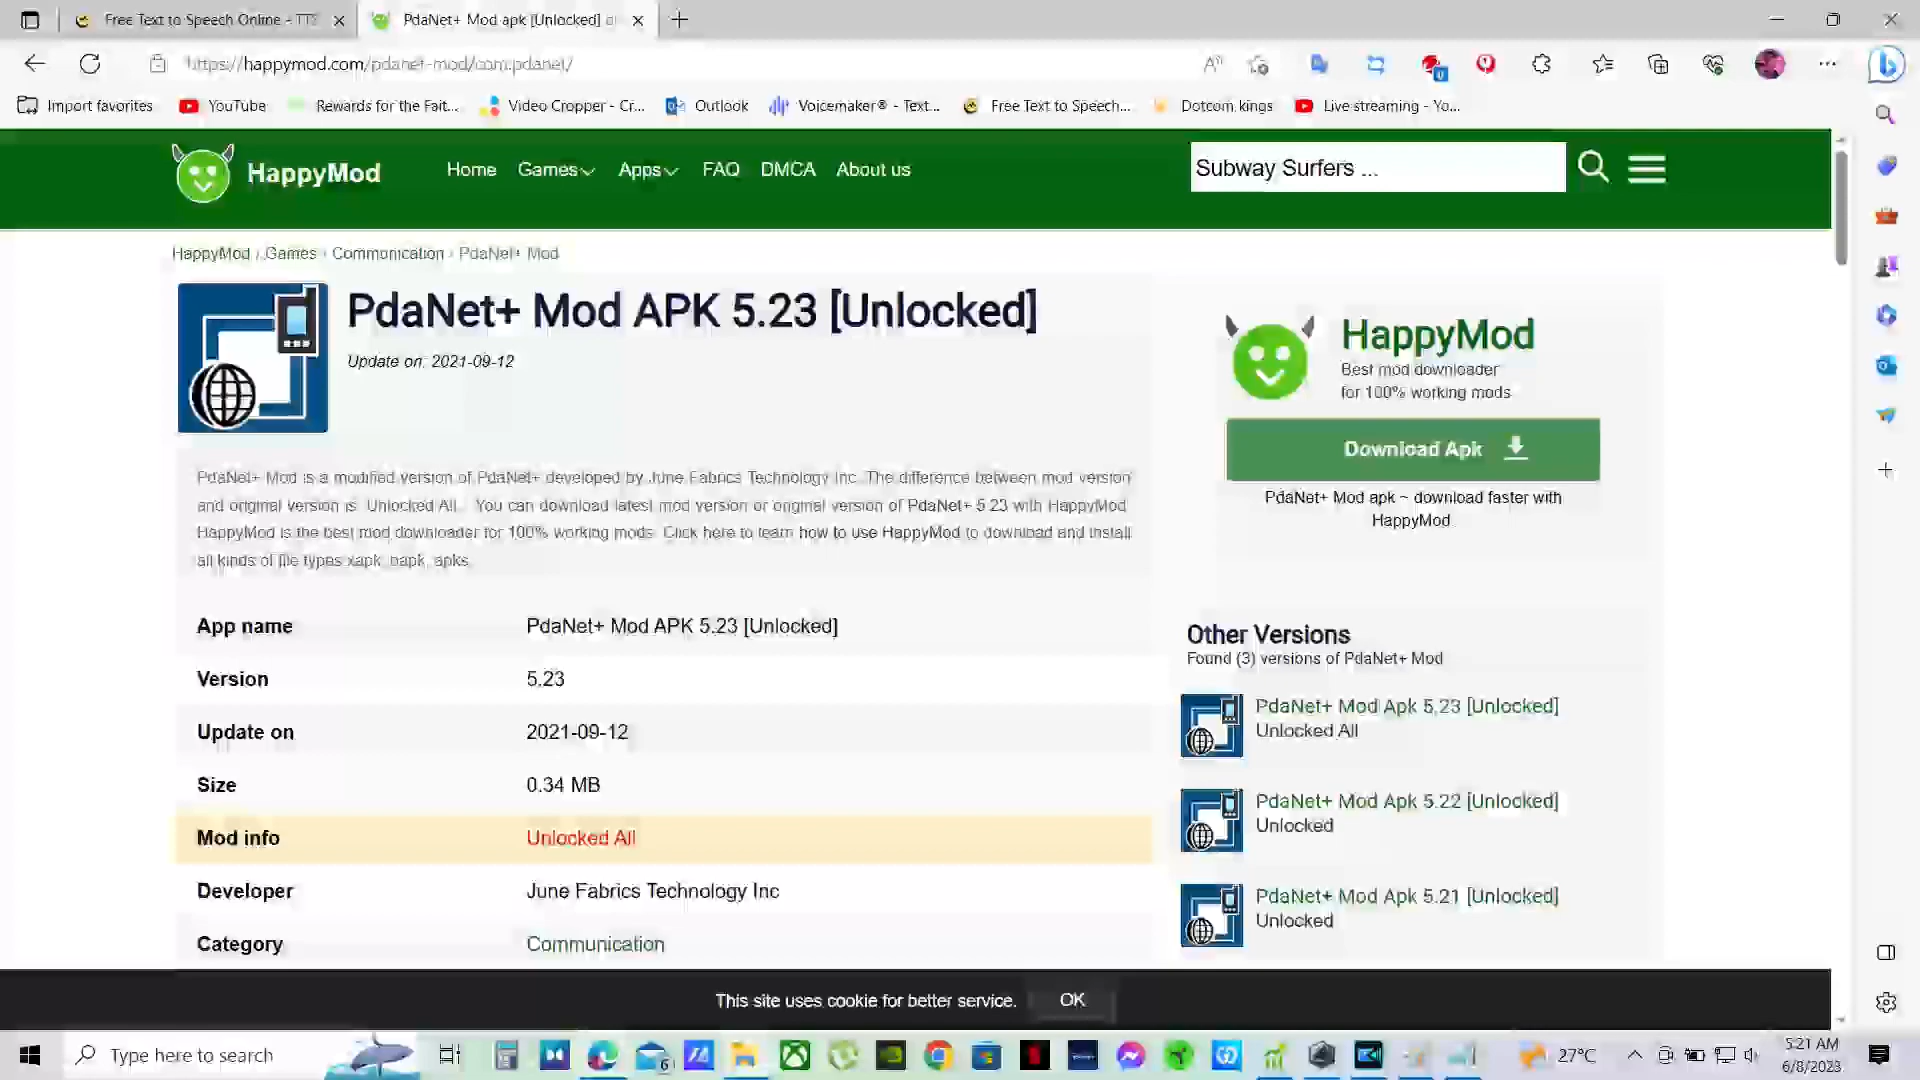 Free Text to Speech Online - TTS
PdaNet+ Mod apk [Unlocked]
https://happymod.com/pdanet-mod/com.pdanet/
Import favorites
YouTube
Rewards for the Fait...
Video Cropper - Cr...
Outlook
Voicemaker® - Text...
Free Text to Speech...
Dotcom kings
Live streaming - Yo...
HappyMod
Home
Games
Apps
FAQ
DMCA
About us
Subway Surfers ...
HappyMod / Games › Communication › PdaNet+ Mod
PdaNet+ Mod APK 5.23 [Unlocked]
Update on: 2021-09-12
PdaNet+ Mod is a modified version of PdaNet+ developed by June Fabrics Technology Inc. The difference between mod version
and original version is: Unlocked All. You can download latest mod version or original version of PdaNet+ 5.23 with HappyMod.
HappyMod is the best mod downloader for 100% working mods. Click here to learn how to use HappyMod to download and install
all kinds of file types:xapk, bapk, apks.
App name
PdaNet+ Mod APK 5.23 [Unlocked]
Version
5.23
Update on
2021-09-12
Size
0.34 MB
Mod info
Unlocked All
Developer
June Fabrics Technology Inc
Category
Communication
HappyMod
Best mod downloader
for 100% working mods
Download Apk
PdaNet+ Mod apk ~ download faster with
HappyMod
Other Versions
Found (3) versions of PdaNet+ Mod
PdaNet+ Mod Apk 5.23 [Unlocked]
Unlocked All
PdaNet+ Mod Apk 5.22 [Unlocked]
Unlocked
PdaNet+ Mod Apk 5.21 [Unlocked]
Unlocked
This site uses cookie for better service.
OK
Type here to search
6
27°C
5:21 AM
6/8/2023